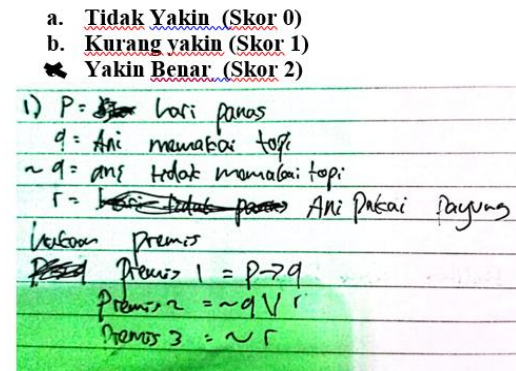 a. Tidak Yakin (Skor 0)
b. Kurang yakin (Skor 1)
Yakin Benar (Skor 2)
1) P = hari panas
q = Ani memakai topi
~ q = ani tidak memakai topi
r = Ani Pakai Payung
premis
Premis 1 = p → q
Premis 2 = ~q V r
Premis 3 = ~ r